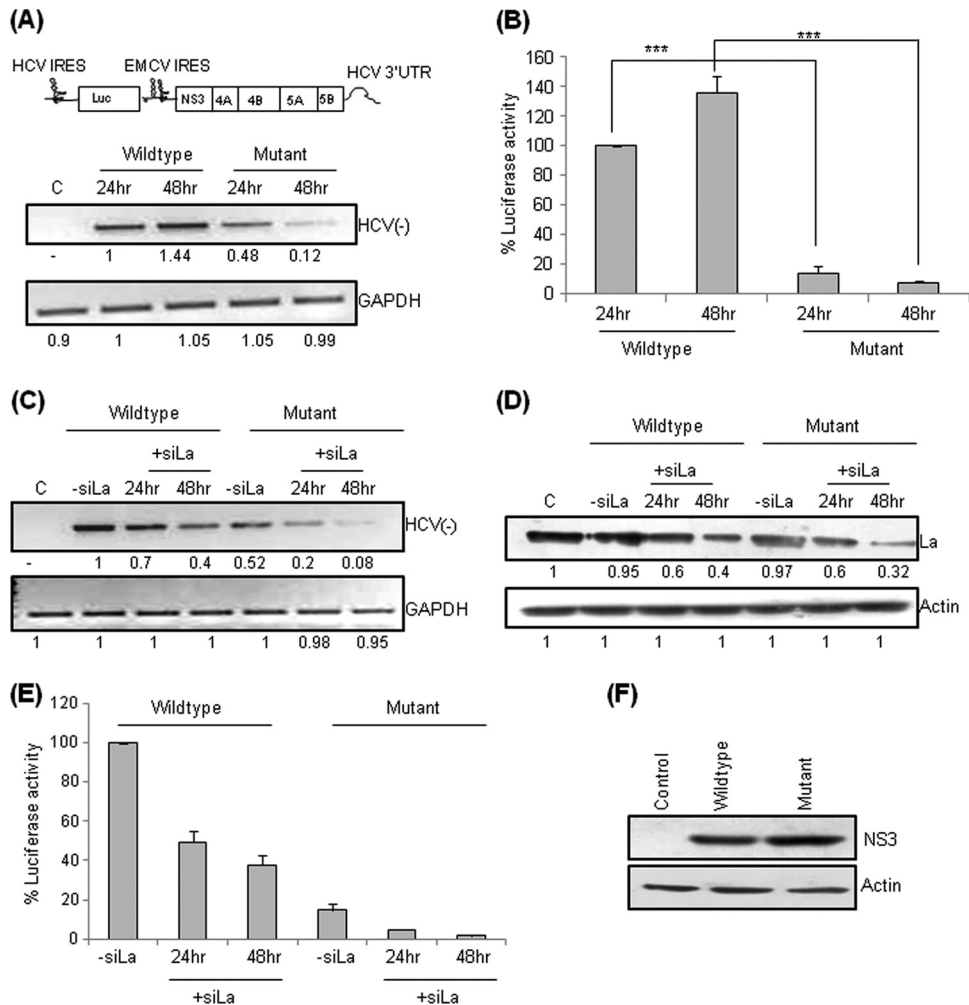 (A)
HCV IRES EMCV IRES HCV 3'UTR
Luc NS3 4A 4B 5A 5B
Wildtype Mutant
C 24hr 48hr 24hr 48hr
HCV(-)
- 1 1.44 0.48 0.12
GAPDH
0.9 1 1.05 1.05 0.99
(B)
% Luciferase activity
160
140
120
100
80
60
40
20
0
*** ***
24hr 48hr 24hr 48hr
Wildtype Mutant
(C)
Wildtype Mutant
+siLa +siLa
C -siLa 24hr 48hr -siLa 24hr 48hr
HCV(-)
- 1 0.7 0.4 0.52 0.2 0.08
GAPDH
1 1 1 1 1 0.98 0.95
(D)
Wildtype Mutant
+siLa +siLa
C -siLa 24hr 48hr -siLa 24hr 48hr
La
1 0.95 0.6 0.4 0.97 0.6 0.32
Actin
1 1 1 1 1 1 1
(E)
% Luciferase activity
120
100
80
60
40
20
0
Wildtype Mutant
-siLa 24hr 48hr -siLa 24hr 48hr
+siLa +siLa
(F)
Control Wildtype Mutant
NS3
Actin